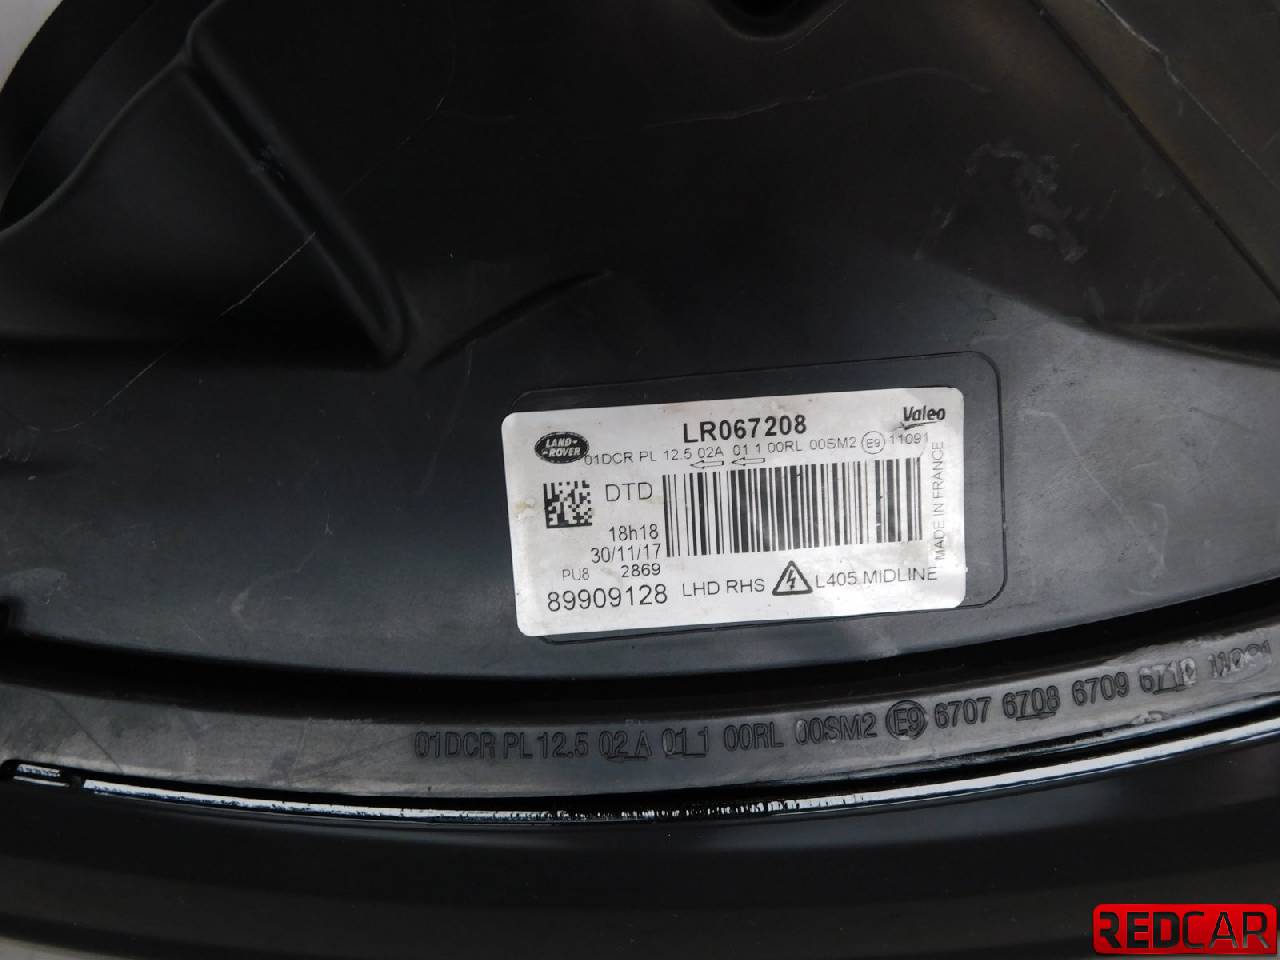 LR067208
Valeo
LAND-
-ROVER
01DCR PL 12.5 02A 01 1 00RL 00SM2 E9 11091
DTD
18h18
30/11/17
PU8 2869
89909128 LHD RHS L405 MIDLINE
MADE IN FRANCE
01DCR PL 12.5 02A 01 1 00RL 00SM2 E9 6707 6708 6709 6710 11091
REDCAR